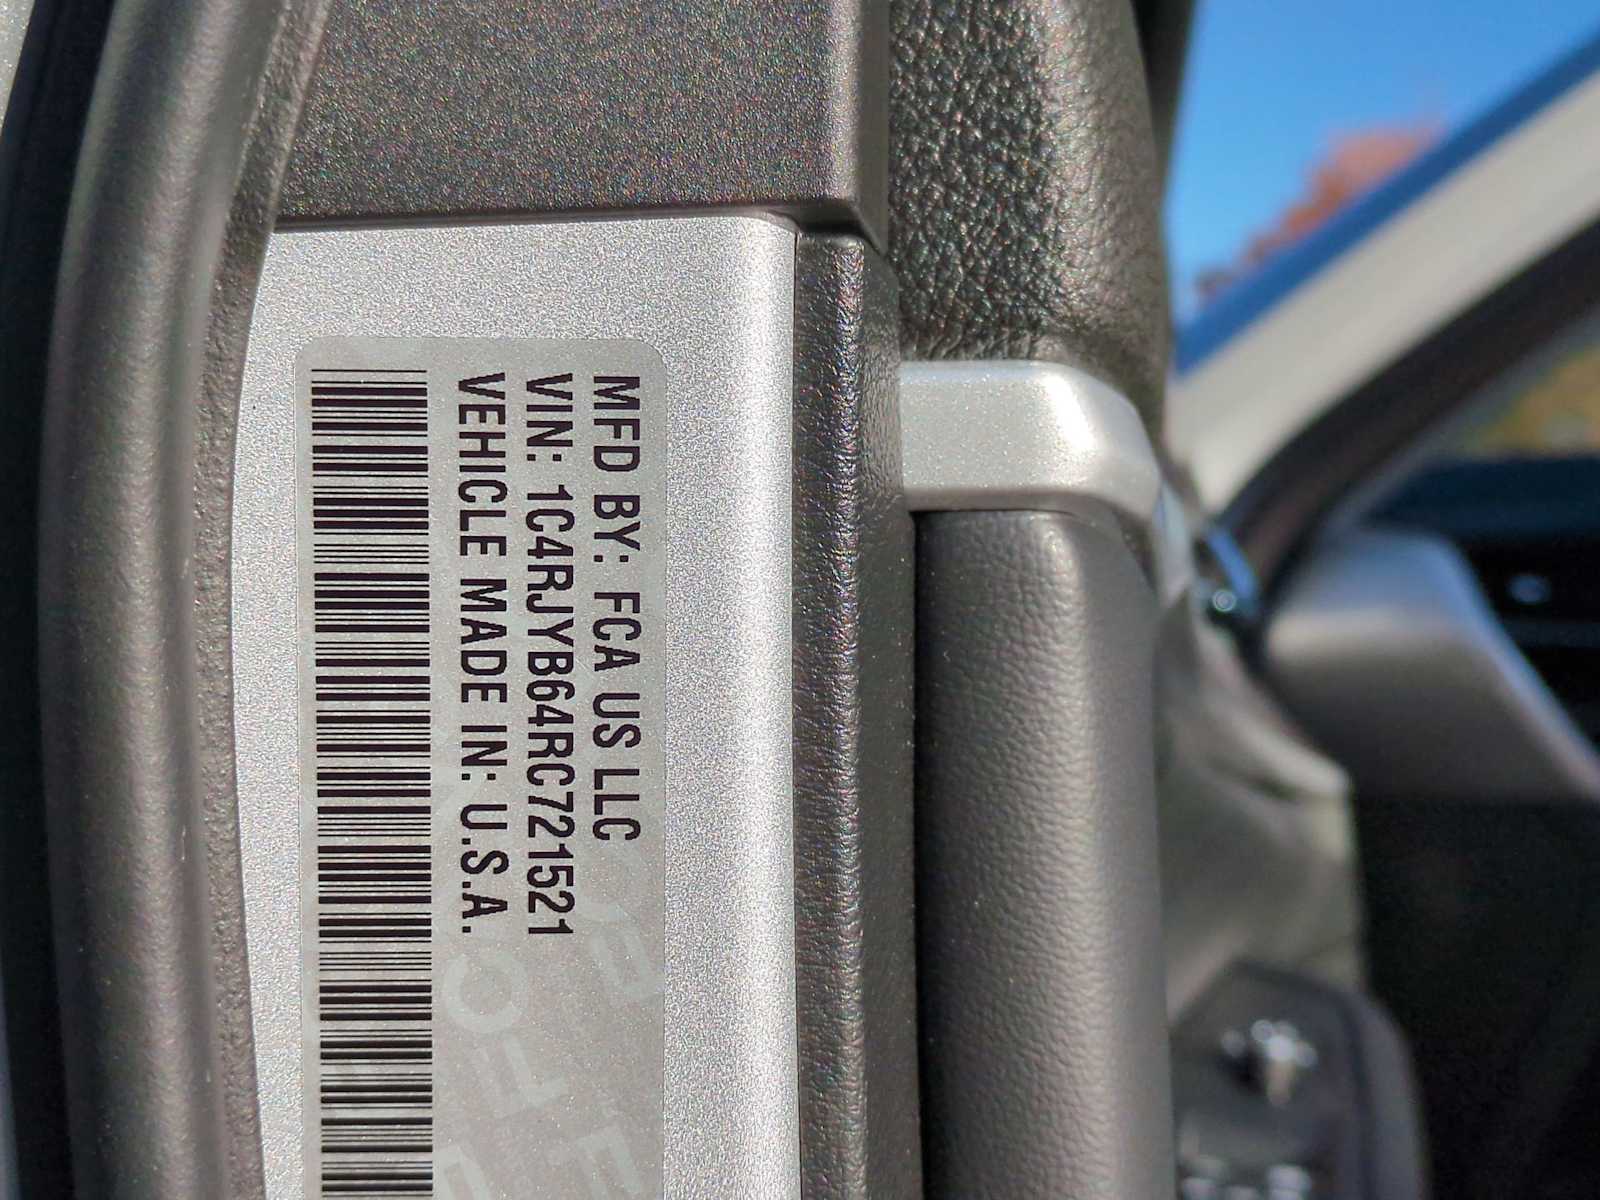 MFD BY: FCA US LLC
VIN: 1C4RJYB64RC721521
VEHICLE MADE IN: U.S.A.